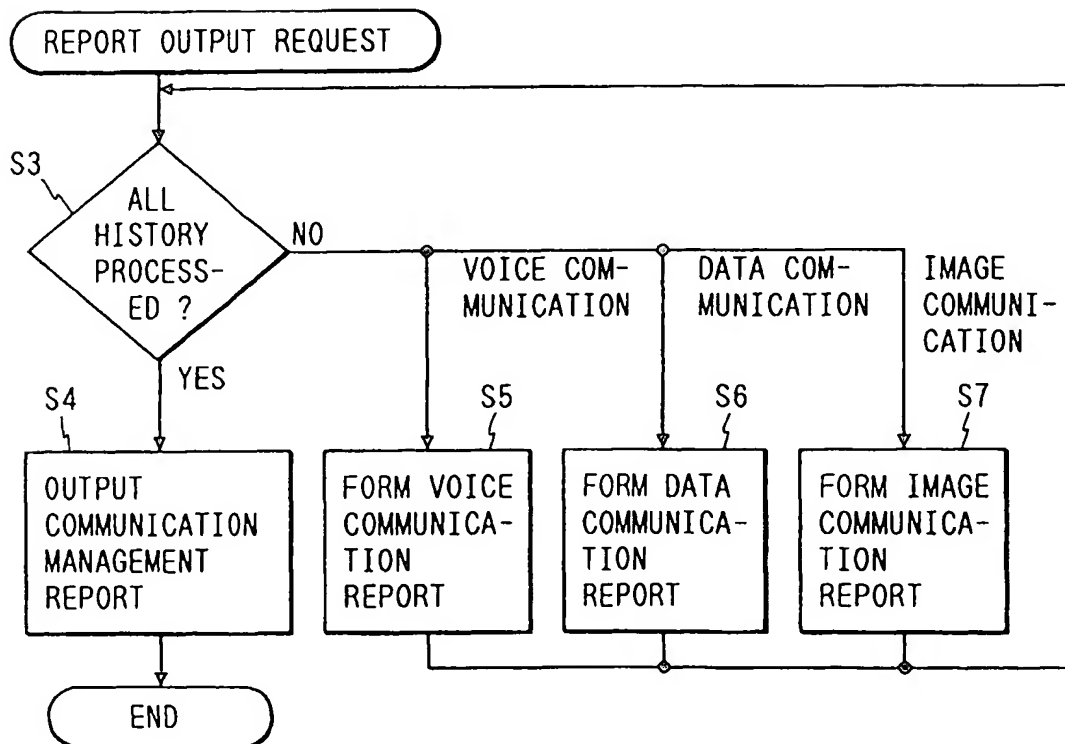 REPORT OUTPUT REQUEST
S3
ALL
HISTORY
PROCESS-
ED ?
NO
YES
VOICE COM-
MUNICATION
DATA COM-
MUNICATION
IMAGE
COMMUNI-
CATION
S4
OUTPUT
COMMUNICATION
MANAGEMENT
REPORT
S5
FORM VOICE
COMMUNICA-
TION
REPORT
S6
FORM DATA
COMMUNICA-
TION
REPORT
S7
FORM IMAGE
COMMUNICA-
TION
REPORT
END